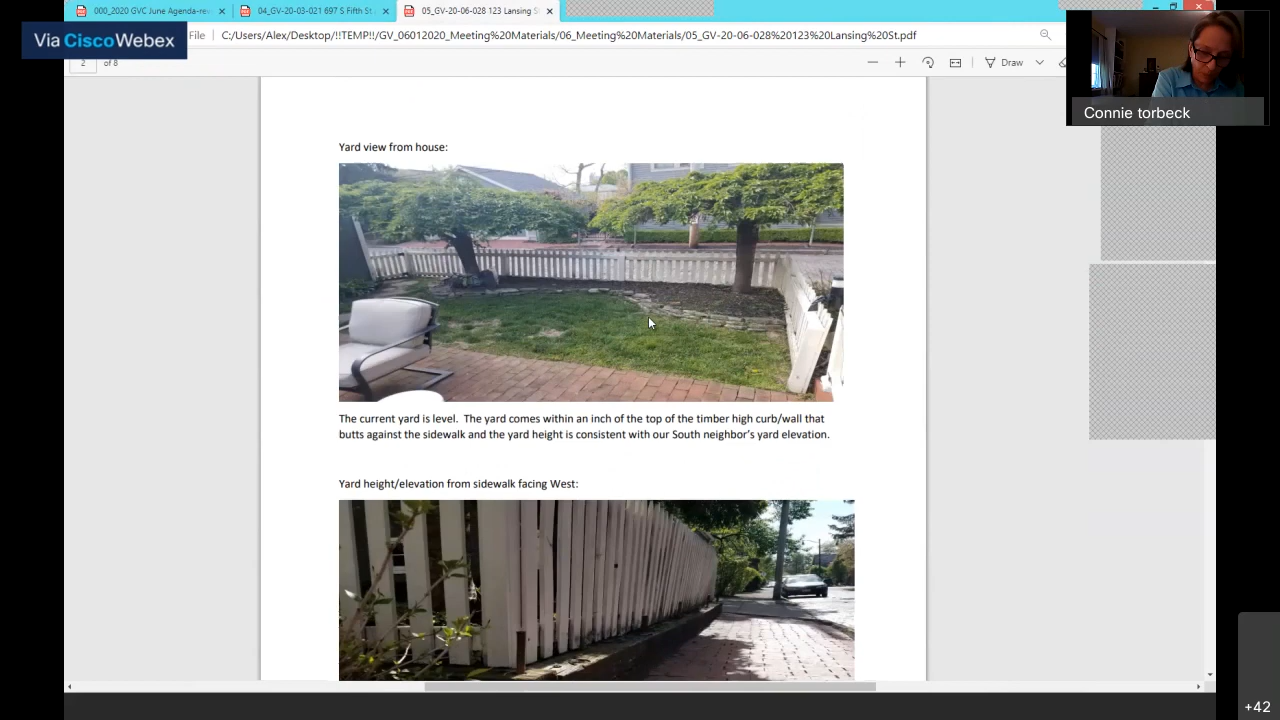 000_2020 GVC June Agenda-rev
04_GV-20-03-021 697 S Fifth St.
05_GV-20-06-028 123 Lansing S
Via Cisco Webex
File
C:/Users/Alex/Desktop/!!TEMP!!/GV_06012020_Meeting%20Materials/06_Meeting%20Materials/05_GV-20-06-028%20123%20Lansing%20St.pdf
2 of 8
Draw
Connie torbeck
Yard view from house:
The current yard is level. The yard comes within an inch of the top of the timber high curb/wall that
butts against the sidewalk and the yard height is consistent with our South neighbor's yard elevation.
Yard height/elevation from sidewalk facing West:
+42